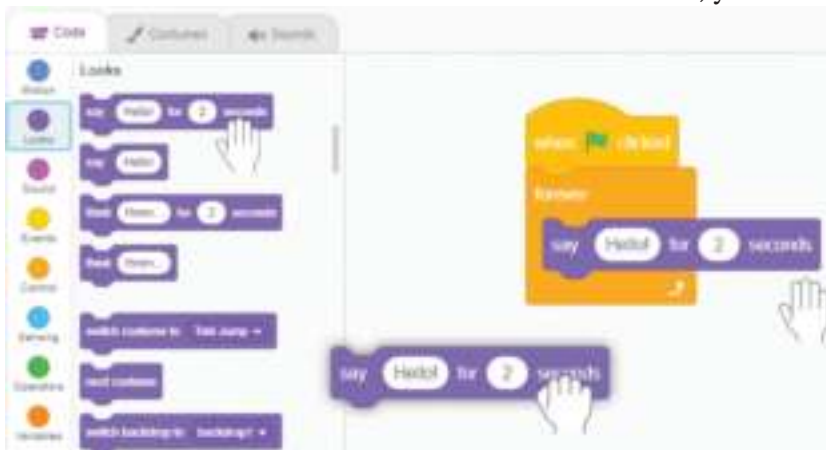 Code
Costumes
Sounds
Motion
Looks
Sound
Events
Control
Sensing
Operators
Variables
Looks
say Hello! for 2 seconds
say Hello!
think Hmm... for 2 seconds
think Hmm...
switch costume to
next costume
switch backdrop to backdrop1
when clicked
forever
say Hello! for 2 seconds
say Hello! for 2 seconds